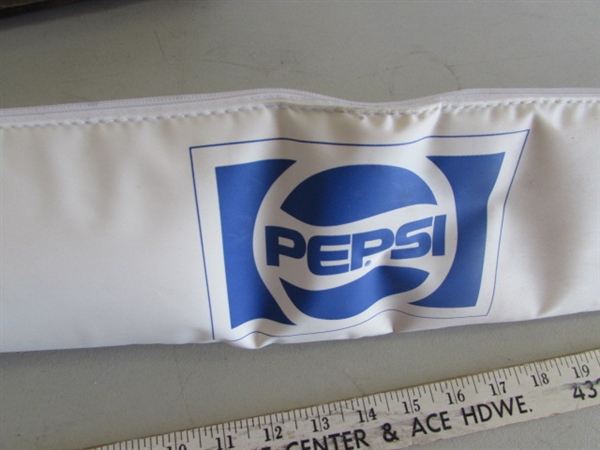 PEPSI
10 11 12 13 14 15 16 17 18 19
CENTER & ACE HDWE. 43